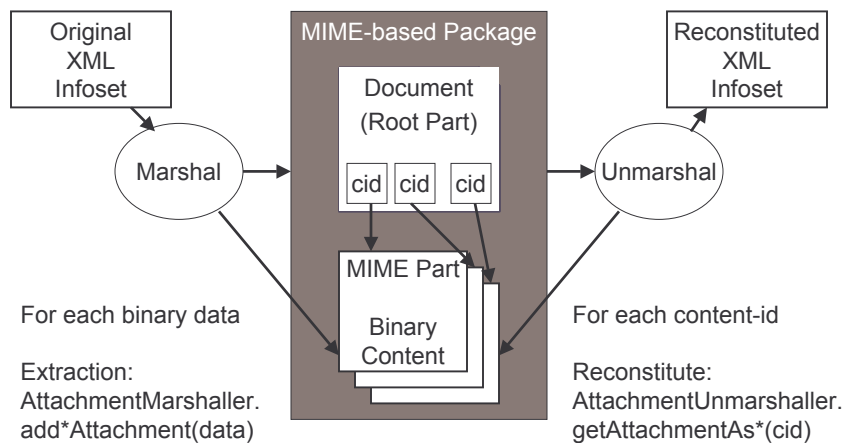 Original
XML
Infoset
MIME-based Package
Reconstituted
XML
Infoset
Document
(Root Part)
Marshal
cid
cid
cid
Unmarshal
MIME Part
Binary
Content
For each binary data
Extraction:
AttachmentMarshaller.
add*Attachment(data)
For each content-id
Reconstitute:
AttachmentUnmarshaller.
getAttachmentAs*(cid)